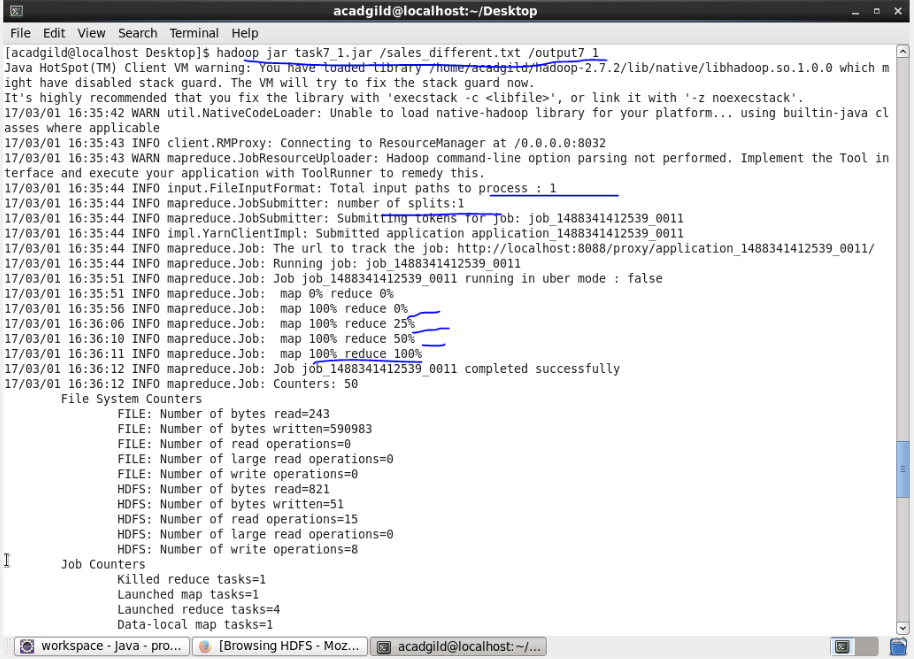 acadgild@localhost:~/Desktop
File Edit View Search Terminal Help
[acadgild@localhost Desktop]$ hadoop jar task7_1.jar /sales_different.txt /output7_1
Java HotSpot(TM) Client VM warning: You have loaded library /home/acadgild/hadoop-2.7.2/lib/native/libhadoop.so.1.0.0 which m
ight have disabled stack guard. The VM will try to fix the stack guard now.
It's highly recommended that you fix the library with 'execstack -c <libfile>', or link it with '-z noexecstack'.
17/03/01 16:35:42 WARN util.NativeCodeLoader: Unable to load native-hadoop library for your platform... using builtin-java cl
asses where applicable
17/03/01 16:35:43 INFO client.RMProxy: Connecting to ResourceManager at /0.0.0.0:8032
17/03/01 16:35:43 WARN mapreduce.JobResourceUploader: Hadoop command-line option parsing not performed. Implement the Tool in
terface and execute your application with ToolRunner to remedy this.
17/03/01 16:35:44 INFO input.FileInputFormat: Total input paths to process : 1
17/03/01 16:35:44 INFO mapreduce.JobSubmitter: number of splits:1
17/03/01 16:35:44 INFO mapreduce.JobSubmitter: Submitting tokens for job: job_1488341412539_0011
17/03/01 16:35:44 INFO impl.YarnClientImpl: Submitted application application_1488341412539_0011
17/03/01 16:35:44 INFO mapreduce.Job: The url to track the job: http://localhost:8088/proxy/application_1488341412539_0011/
17/03/01 16:35:44 INFO mapreduce.Job: Running job: job_1488341412539_0011
17/03/01 16:35:51 INFO mapreduce.Job: Job job_1488341412539_0011 running in uber mode : false
17/03/01 16:35:51 INFO mapreduce.Job:  map 0% reduce 0%
17/03/01 16:35:56 INFO mapreduce.Job:  map 100% reduce 0%
17/03/01 16:36:06 INFO mapreduce.Job:  map 100% reduce 25%
17/03/01 16:36:10 INFO mapreduce.Job:  map 100% reduce 50%
17/03/01 16:36:11 INFO mapreduce.Job:  map 100% reduce 100%
17/03/01 16:36:12 INFO mapreduce.Job: Job job_1488341412539_0011 completed successfully
17/03/01 16:36:12 INFO mapreduce.Job: Counters: 50
File System Counters
FILE: Number of bytes read=243
FILE: Number of bytes written=590983
FILE: Number of read operations=0
FILE: Number of large read operations=0
FILE: Number of write operations=0
HDFS: Number of bytes read=821
HDFS: Number of bytes written=51
HDFS: Number of read operations=15
HDFS: Number of large read operations=0
HDFS: Number of write operations=8
Job Counters
Killed reduce tasks=1
Launched map tasks=1
Launched reduce tasks=4
Data-local map tasks=1
workspace - Java - pro... [Browsing HDFS - Moz... acadgild@localhost:~/...